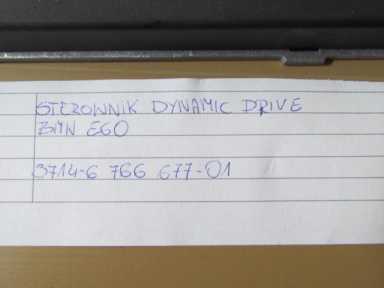 STEROWNIK DYNAMIC DRIVE
BMW E60
3714-6 766 677-01